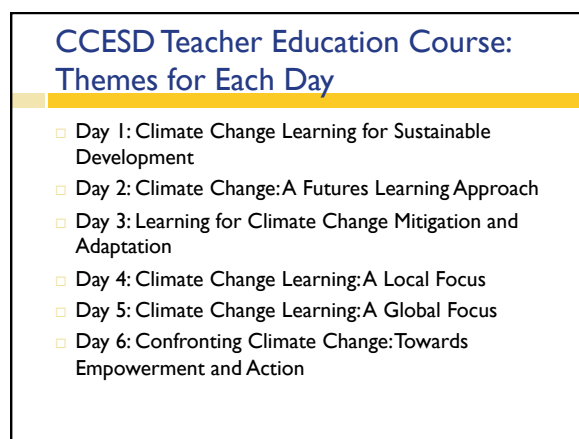 CCESD Teacher Education Course:
Themes for Each Day
Day 1: Climate Change Learning for Sustainable
Development
Day 2: Climate Change: A Futures Learning Approach
Day 3: Learning for Climate Change Mitigation and
Adaptation
Day 4: Climate Change Learning: A Local Focus
Day 5: Climate Change Learning: A Global Focus
Day 6: Confronting Climate Change: Towards
Empowerment and Action